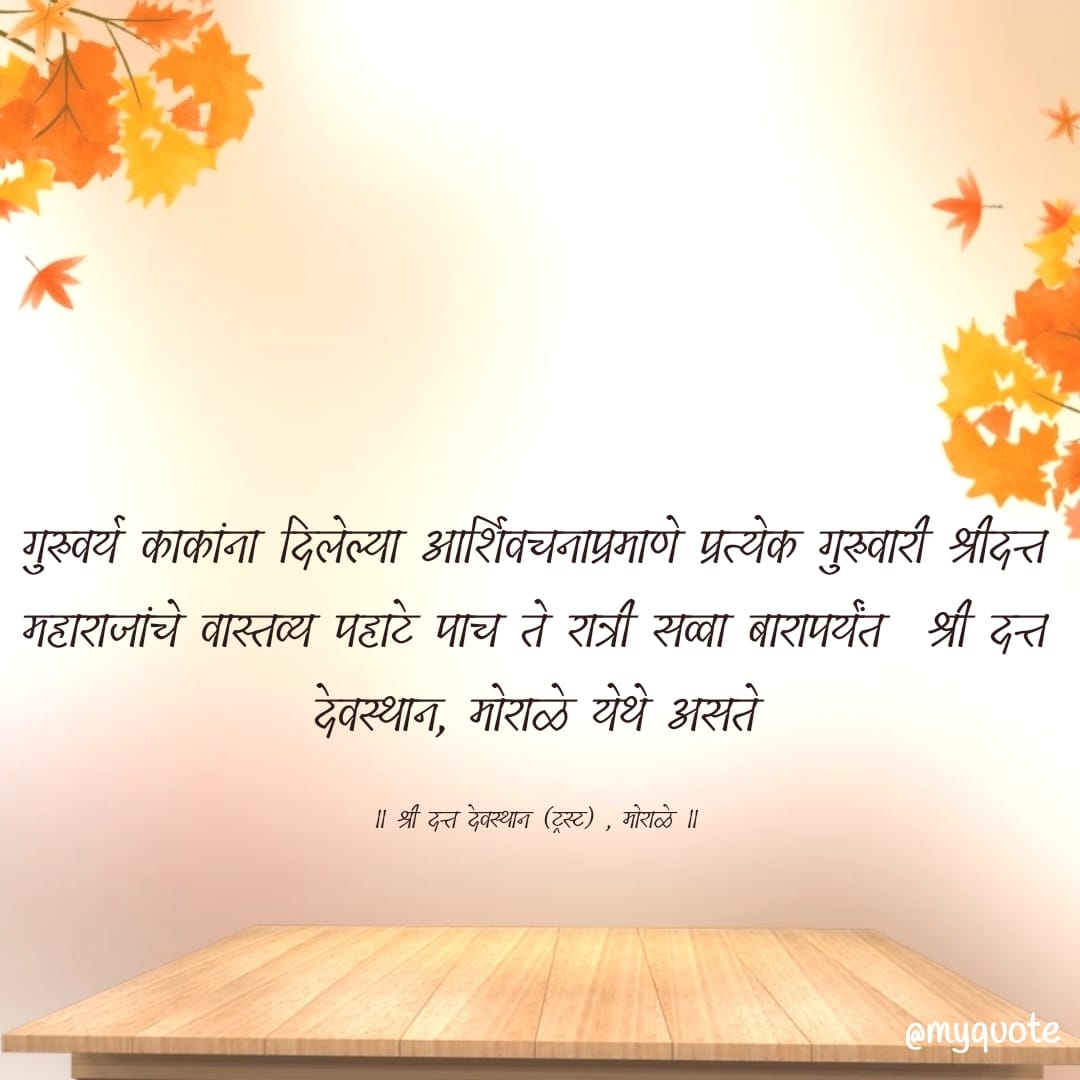 गुरुवर्य काकांना दिलेल्या आर्शिवचनाप्रमाणे प्रत्येक गुरुवारी श्रीदत्त
महाराजांचे वास्तव्य पहाटे पाच ते रात्री सव्वा बारापर्यंत श्री दत्त
देवस्थान, मोराळे येथे असते
॥ श्री दत्त देवस्थान (ट्रस्ट) , मोराळे ॥
@myquote